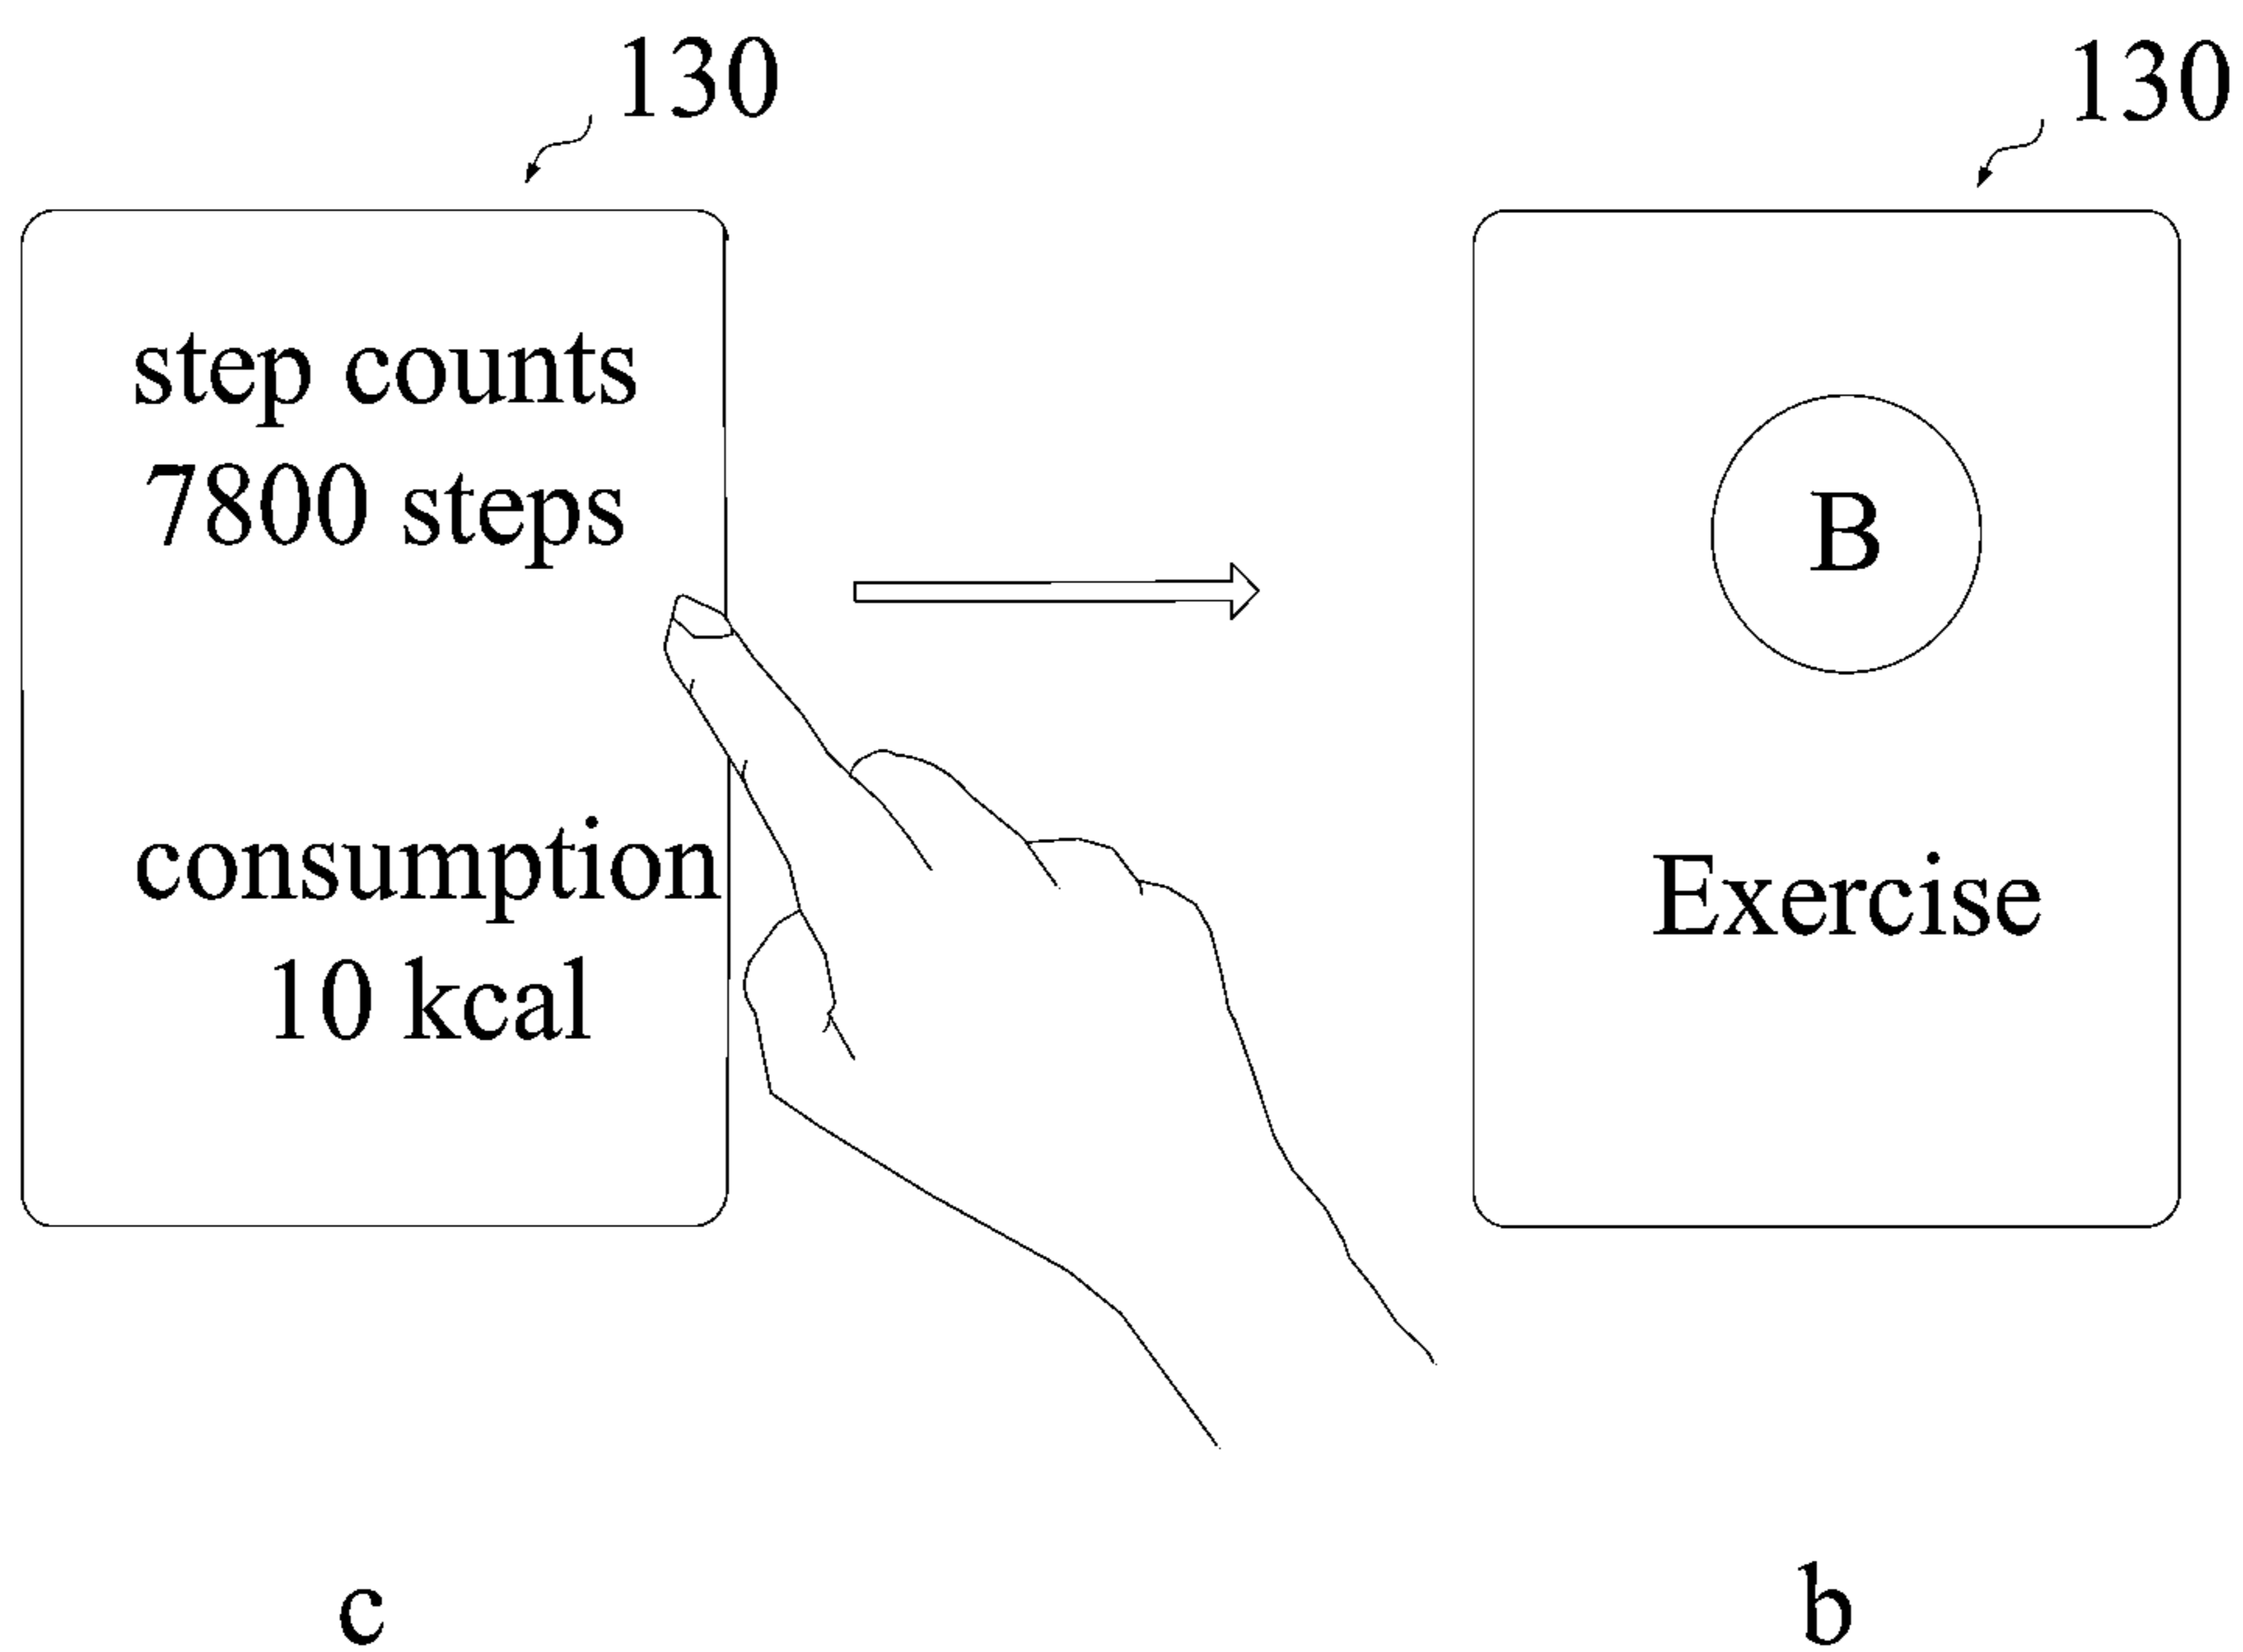 130
130
step counts
7800 steps
consumption
10 kcal
B
Exercise
c
b